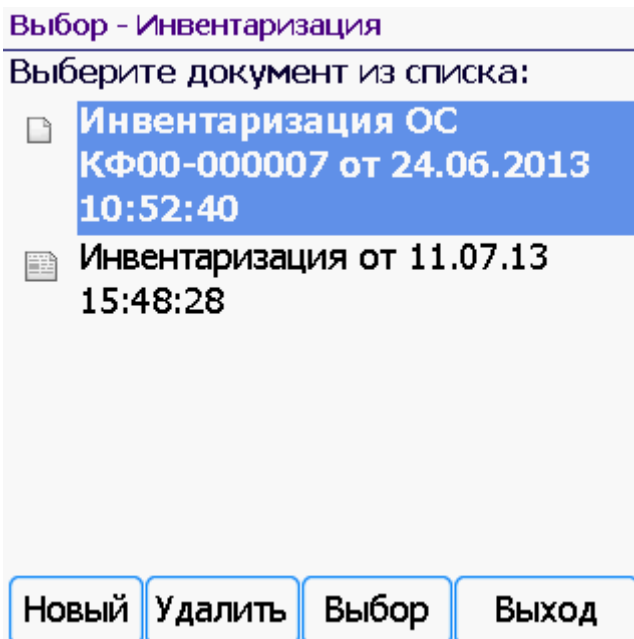 Выбор - Инвентаризация
Выберите документ из списка:
Инвентаризация ОС
КФ00-000007 от 24.06.2013
10:52:40
Инвентаризация от 11.07.13
15:48:28
Новый Удалить Выбор Выход